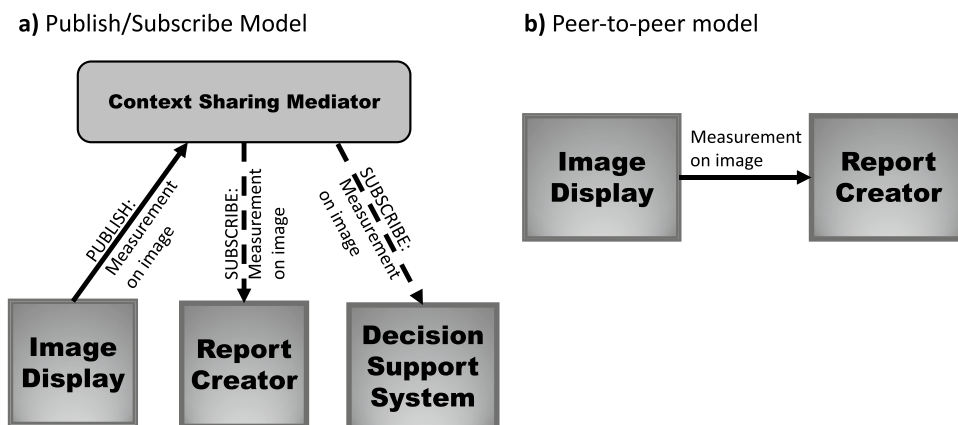 a) Publish/Subscribe Model
Context Sharing Mediator
PUBLISH:
Measurement
on image
SUBSCRIBE:
Measurement
on image
SUBSCRIBE:
Measurement
on image
Image
Display
Report
Creator
Decision
Support
System
b) Peer-to-peer model
Image
Display
Measurement
on image
Report
Creator